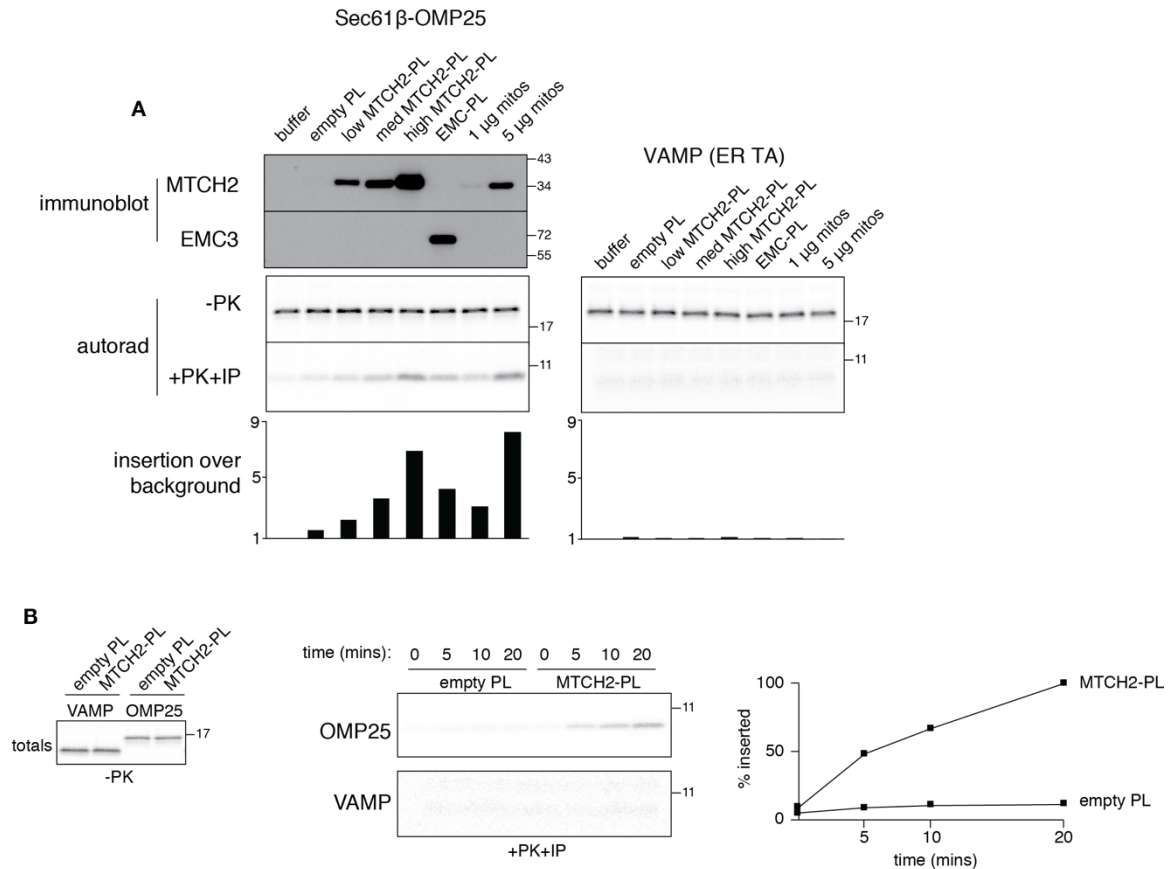 Sec61β-OMP25
A
buffer
empty PL
low MTCH2-PL
med MTCH2-PL
high MTCH2-PL
EMC-PL
1 µg mitos
5 µg mitos
immunoblot
MTCH2
EMC3
43
34
72
55
autorad
-PK
+PK+IP
17
11
insertion over
background
9
5
1
VAMP (ER TA)
buffer
empty PL
low MTCH2-PL
med MTCH2-PL
high MTCH2-PL
EMC-PL
1 µg mitos
5 µg mitos
17
11
9
5
1
B
empty PL
MTCH2-PL
empty PL
MTCH2-PL
VAMP OMP25
totals
17
-PK
time (mins): 0 5 10 20 0 5 10 20
empty PL MTCH2-PL
OMP25
11
VAMP
11
+PK+IP
% inserted
100
50
0
MTCH2-PL
empty PL
5 10 20
time (mins)